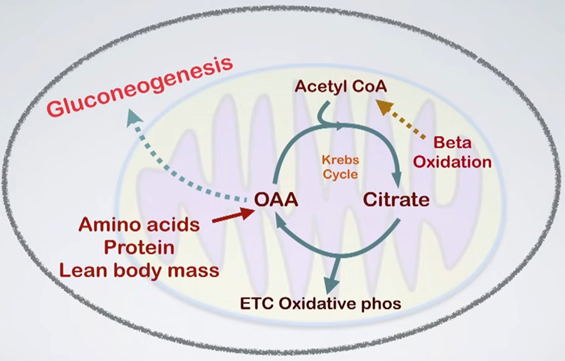 Gluconeogenesis
Acetyl CoA
Beta
Oxidation
Krebs
Cycle
OAA
Citrate
Amino acids
Protein
Lean body mass
ETC Oxidative phos